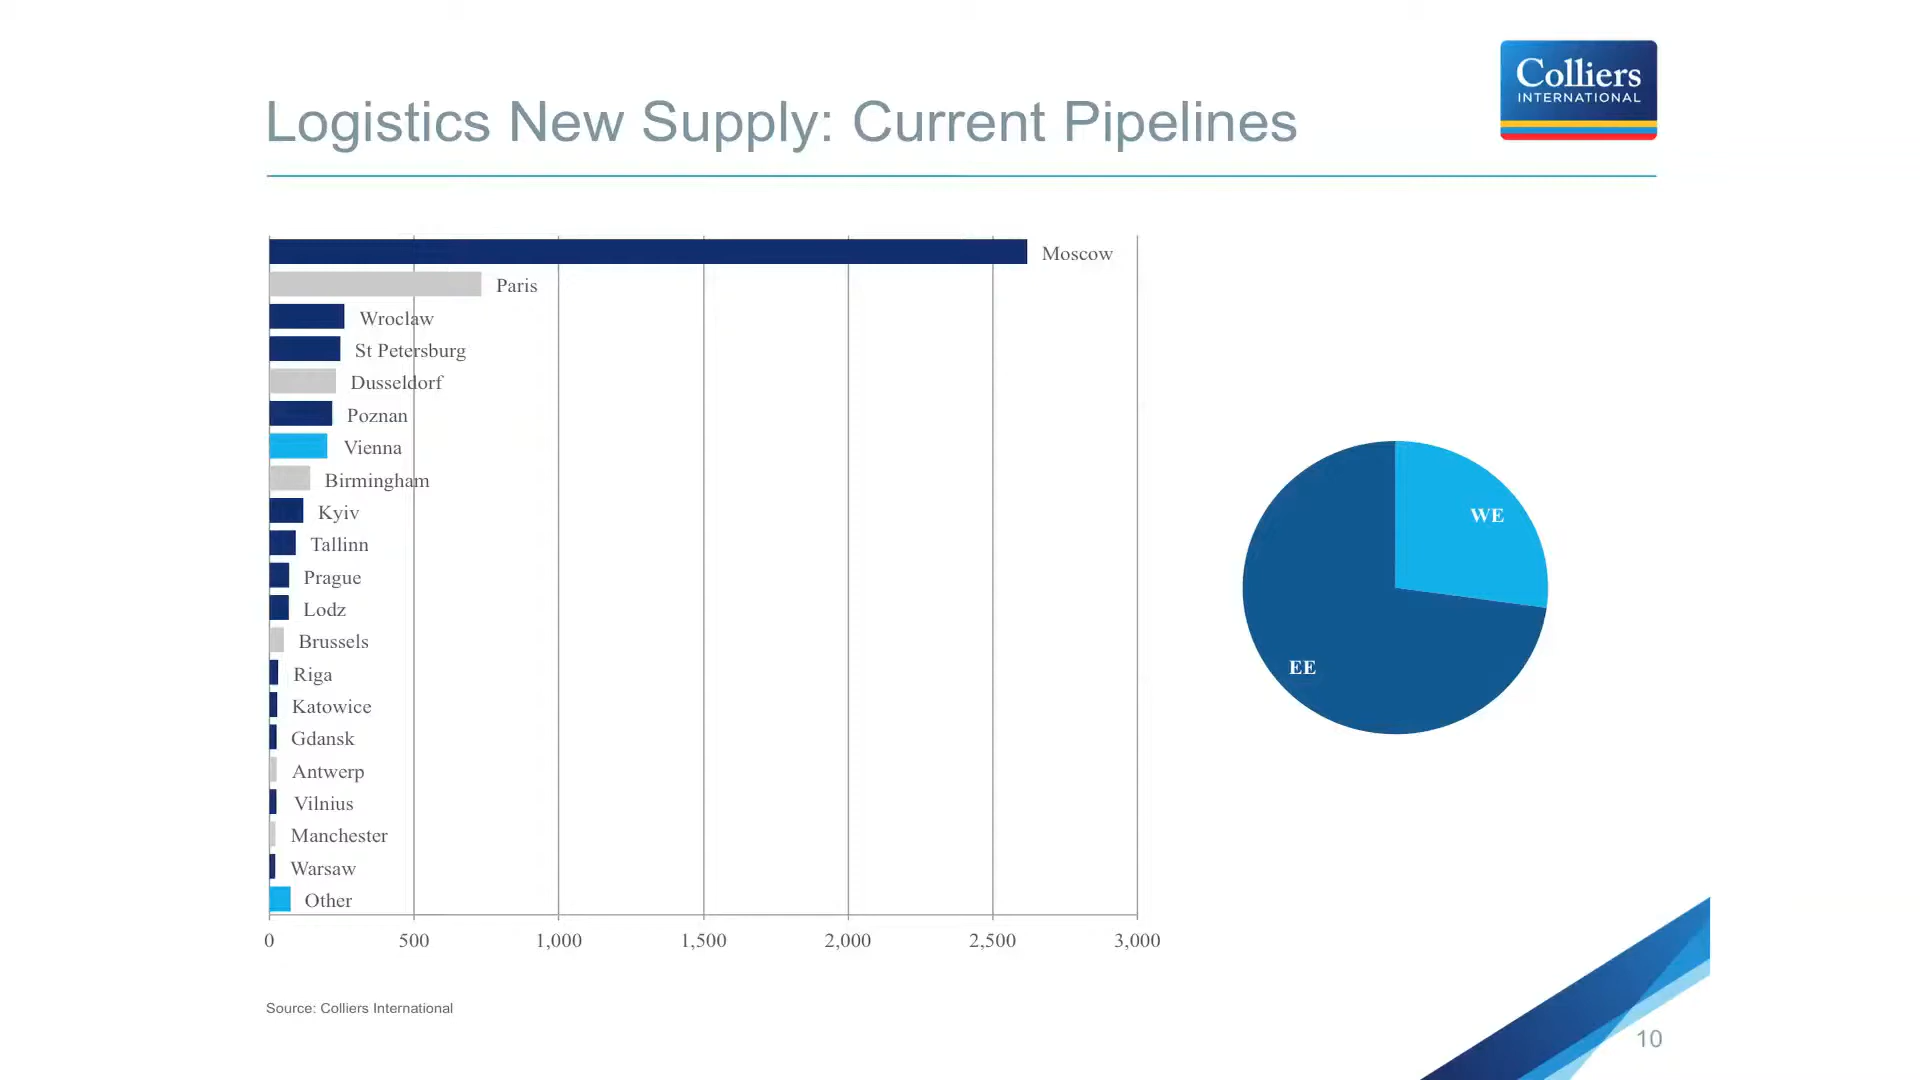 Colliers
INTERNATIONAL
Logistics New Supply: Current Pipelines
Moscow
Paris
Wroclaw
St Petersburg
Dusseldorf
Poznan
Vienna
Birmingham
Kyiv
Tallinn
Prague
Lodz
Brussels
Riga
Katowice
Gdansk
Antwerp
Vilnius
Manchester
Warsaw
Other
0 500 1,000 1,500 2,000 2,500 3,000
WE
EE
Source: Colliers International
10